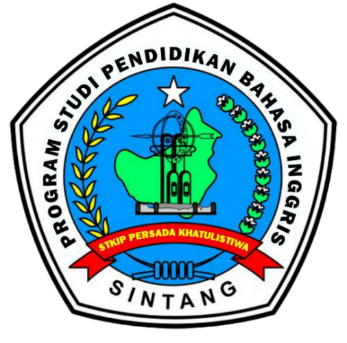 PROGRAM STUDI PENDIDIKAN BAHASA INGGRIS
STKIP PERSADA KHATULISTIWA
SINTANG